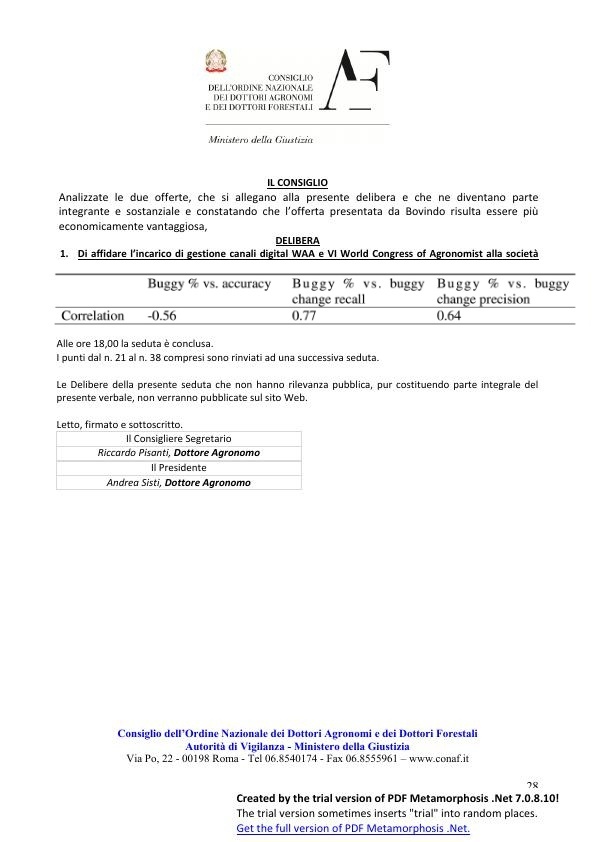 CONSIGLIO
DELL'ORDINE NAZIONALE
DEI DOTTORI AGRONOMI
E DEI DOTTORI FORESTALI
AF
Ministero della Giustizia
IL CONSIGLIO
Analizzate le due offerte, che si allegano alla presente delibera e che ne diventano parte
integrante e sostanziale e constatando che l'offerta presentata da Bovindo risulta essere più
economicamente vantaggiosa,
DELIBERA
1. Di affidare l'incarico di gestione canali digital WAA e VI World Congress of Agronomist alla società
Buggy % vs. accuracy Buggy % vs. buggy change recall Buggy % vs. buggy change precision
Correlation -0.56 0.77 0.64
Alle ore 18,00 la seduta è conclusa.
I punti dal n. 21 al n. 38 compresi sono rinviati ad una successiva seduta.
Le Delibere della presente seduta che non hanno rilevanza pubblica, pur costituendo parte integrale del
presente verbale, non verranno pubblicate sul sito Web.
Letto, firmato e sottoscritto.
Il Consigliere Segretario
Riccardo Pisanti, Dottore Agronomo
Il Presidente
Andrea Sisti, Dottore Agronomo
Consiglio dell'Ordine Nazionale dei Dottori Agronomi e dei Dottori Forestali
Autorità di Vigilanza - Ministero della Giustizia
Via Po, 22 - 00198 Roma - Tel 06.8540174 - Fax 06.8555961 – www.conaf.it
28
Created by the trial version of PDF Metamorphosis .Net 7.0.8.10!
The trial version sometimes inserts "trial" into random places.
Get the full version of PDF Metamorphosis .Net.